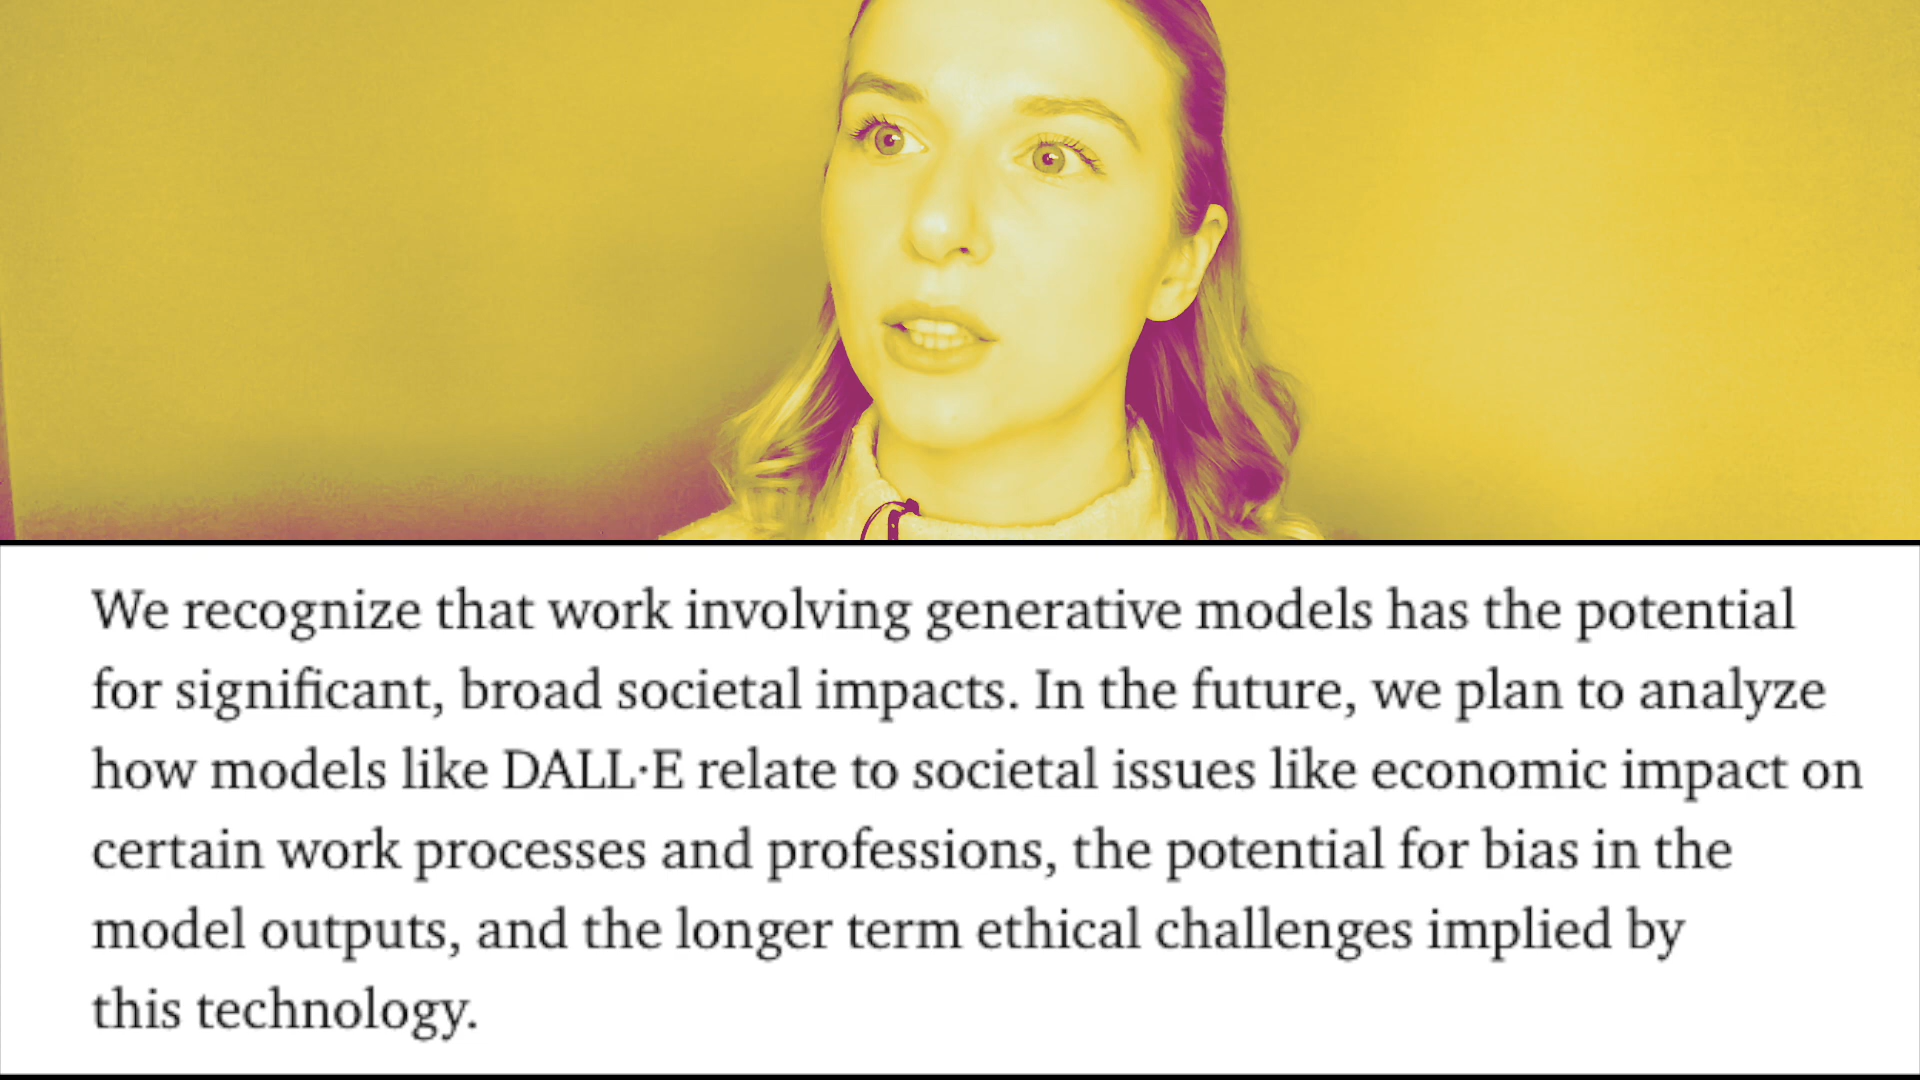 We recognize that work involving generative models has the potential
for significant, broad societal impacts. In the future, we plan to analyze
how models like DALL·E relate to societal issues like economic impact on
certain work processes and professions, the potential for bias in the
model outputs, and the longer term ethical challenges implied by
this technology.